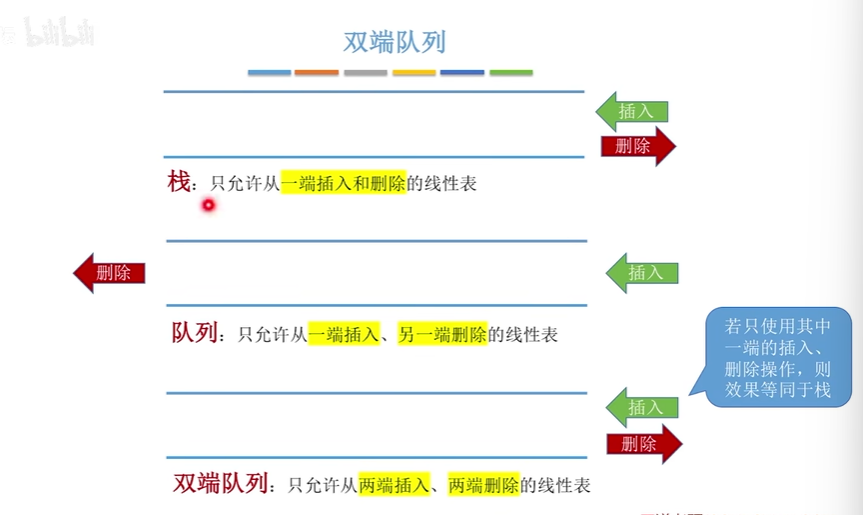 bilibili
双端队列
插入
删除
栈：只允许从一端插入和删除的线性表
删除
插入
队列：只允许从一端插入、另一端删除的线性表
若只使用其中
一端的插入、
删除操作，则
效果等同于栈
插入
删除
双端队列：只允许从两端插入、两端删除的线性表